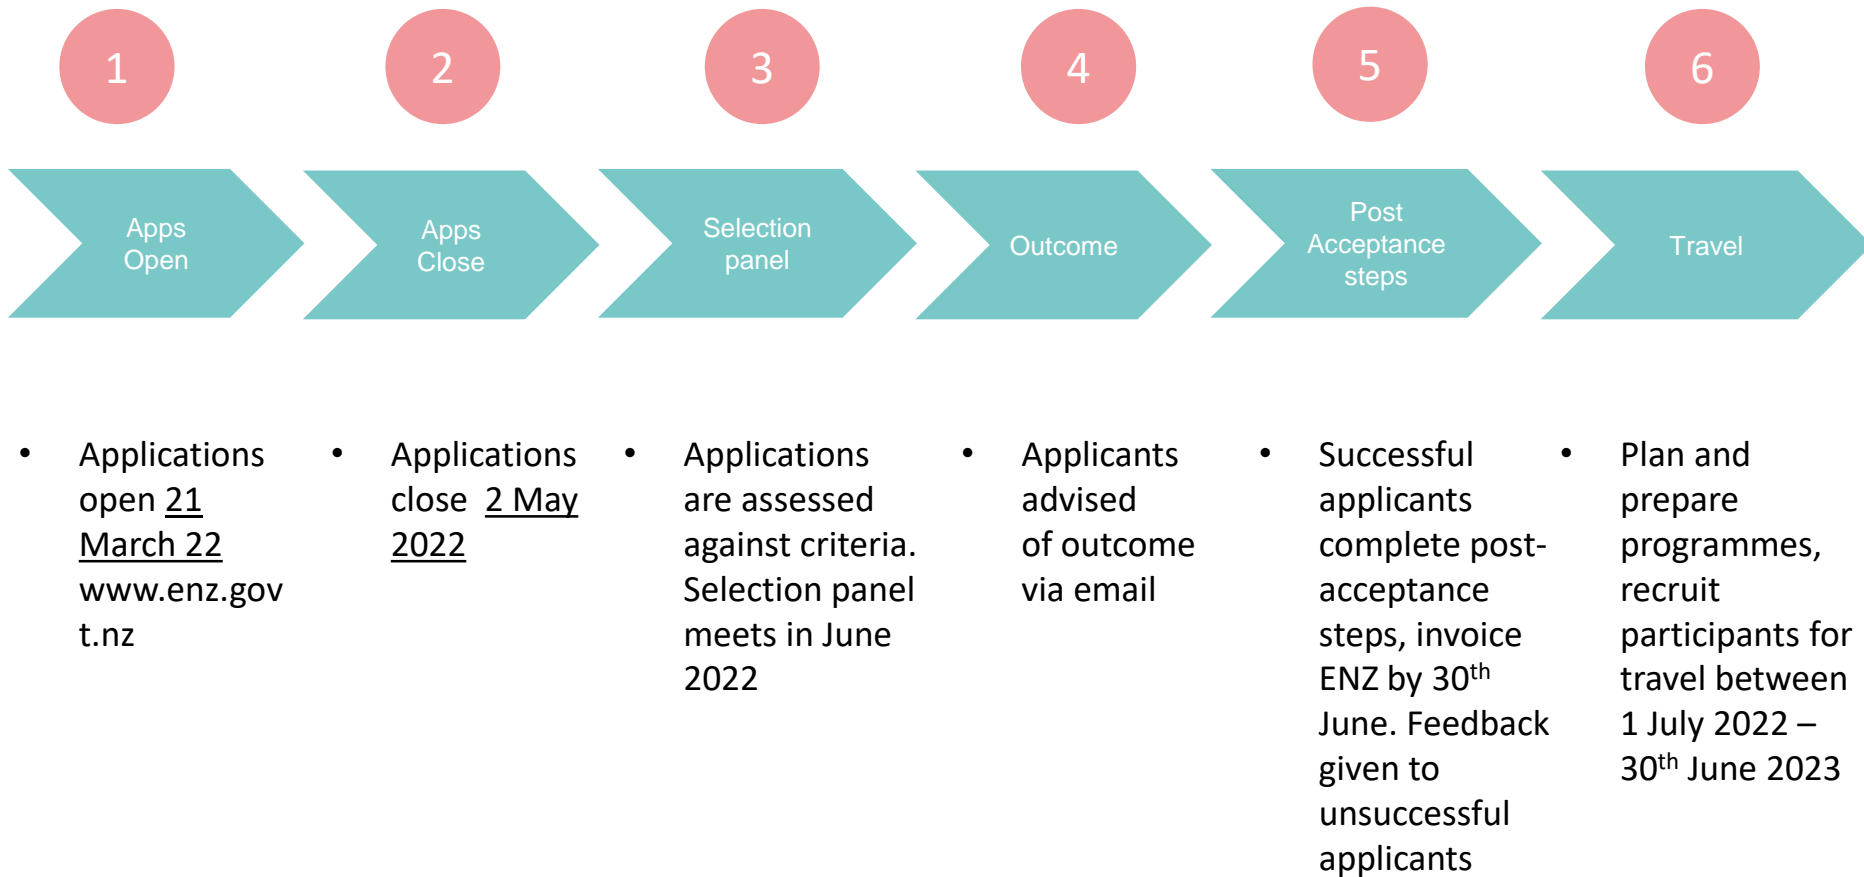 1
2
3
4
5
6
Apps
Open
Apps
Close
Selection
panel
Outcome
Post
Acceptance
steps
Travel
• Applications
open 21
March 22
www.enz.gov
t.nz
• Applications
close 2 May
2022
• Applications
are assessed
against criteria.
Selection panel
meets in June
2022
• Applicants
advised
of outcome
via email
• Successful
applicants
complete post-
acceptance
steps, invoice
ENZ by 30th
June. Feedback
given to
unsuccessful
applicants
• Plan and
prepare
programmes,
recruit
participants for
travel between
1 July 2022 –
30th June 2023